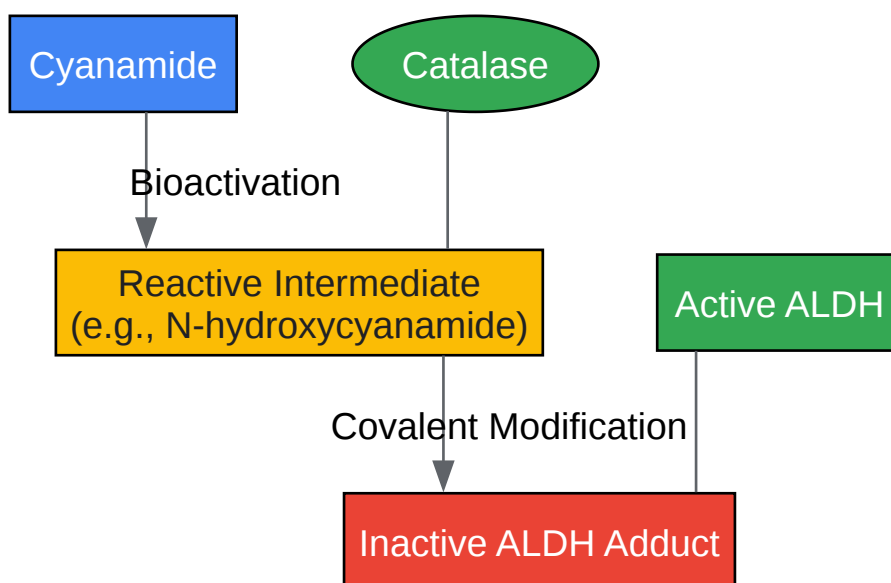 Cyanamide
Catalase
Bioactivation
Reactive Intermediate
(e.g., N-hydroxycyanamide)
Active ALDH
Covalent Modification
Inactive ALDH Adduct